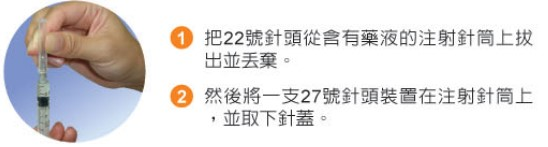 1 把22號針頭從含有藥液的注射針筒上拔
出並丟棄。
2 然後將一支27號針頭裝置在注射針筒上
，並取下針蓋。